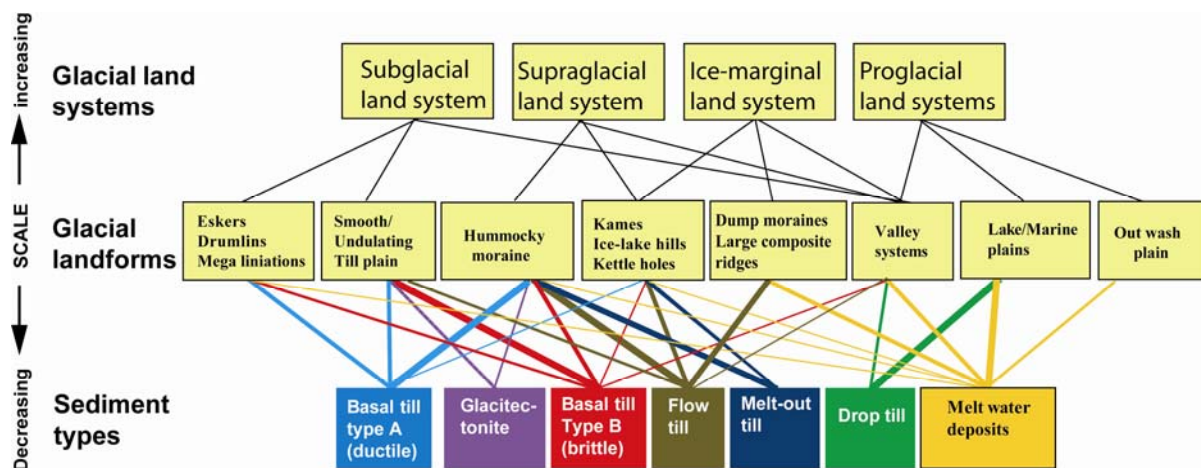 increasing
SCALE
Decreasing
Glacial land
systems
Subglacial
land system
Supraglacial
land system
Ice-marginal
land system
Proglacial
land systems
Glacial
landforms
Eskers
Drumlins
Mega liniations
Smooth/
Undulating
Till plain
Hummocky
moraine
Kames
Ice-lake hills
Kettle holes
Dump moraines
Large composite
ridges
Valley
systems
Lake/Marine
plains
Out wash
plain
Sediment
types
Basal till
type A
(ductile)
Glacitec-
tonite
Basal till
Type B
(brittle)
Flow
till
Melt-out
till
Drop till
Melt water
deposits